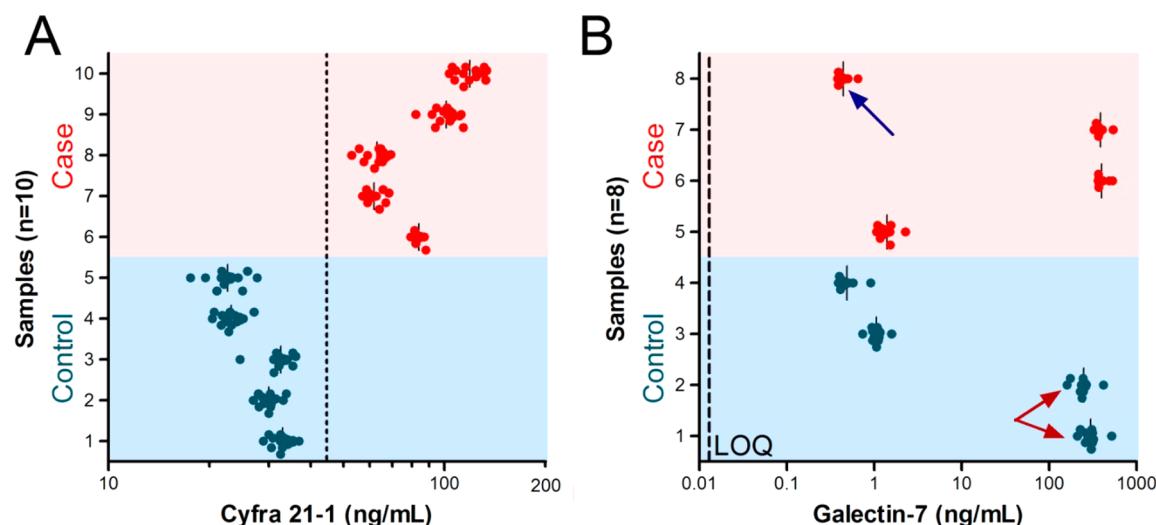 A
Samples (n=10)
Case
Control
10
9
8
7
6
5
4
3
2
1
10
100
200
Cyfra 21-1 (ng/mL)
B
Samples (n=8)
Case
Control
8
7
6
5
4
3
2
1
LOQ
0.01
0.1
1
10
100
1000
Galectin-7 (ng/mL)